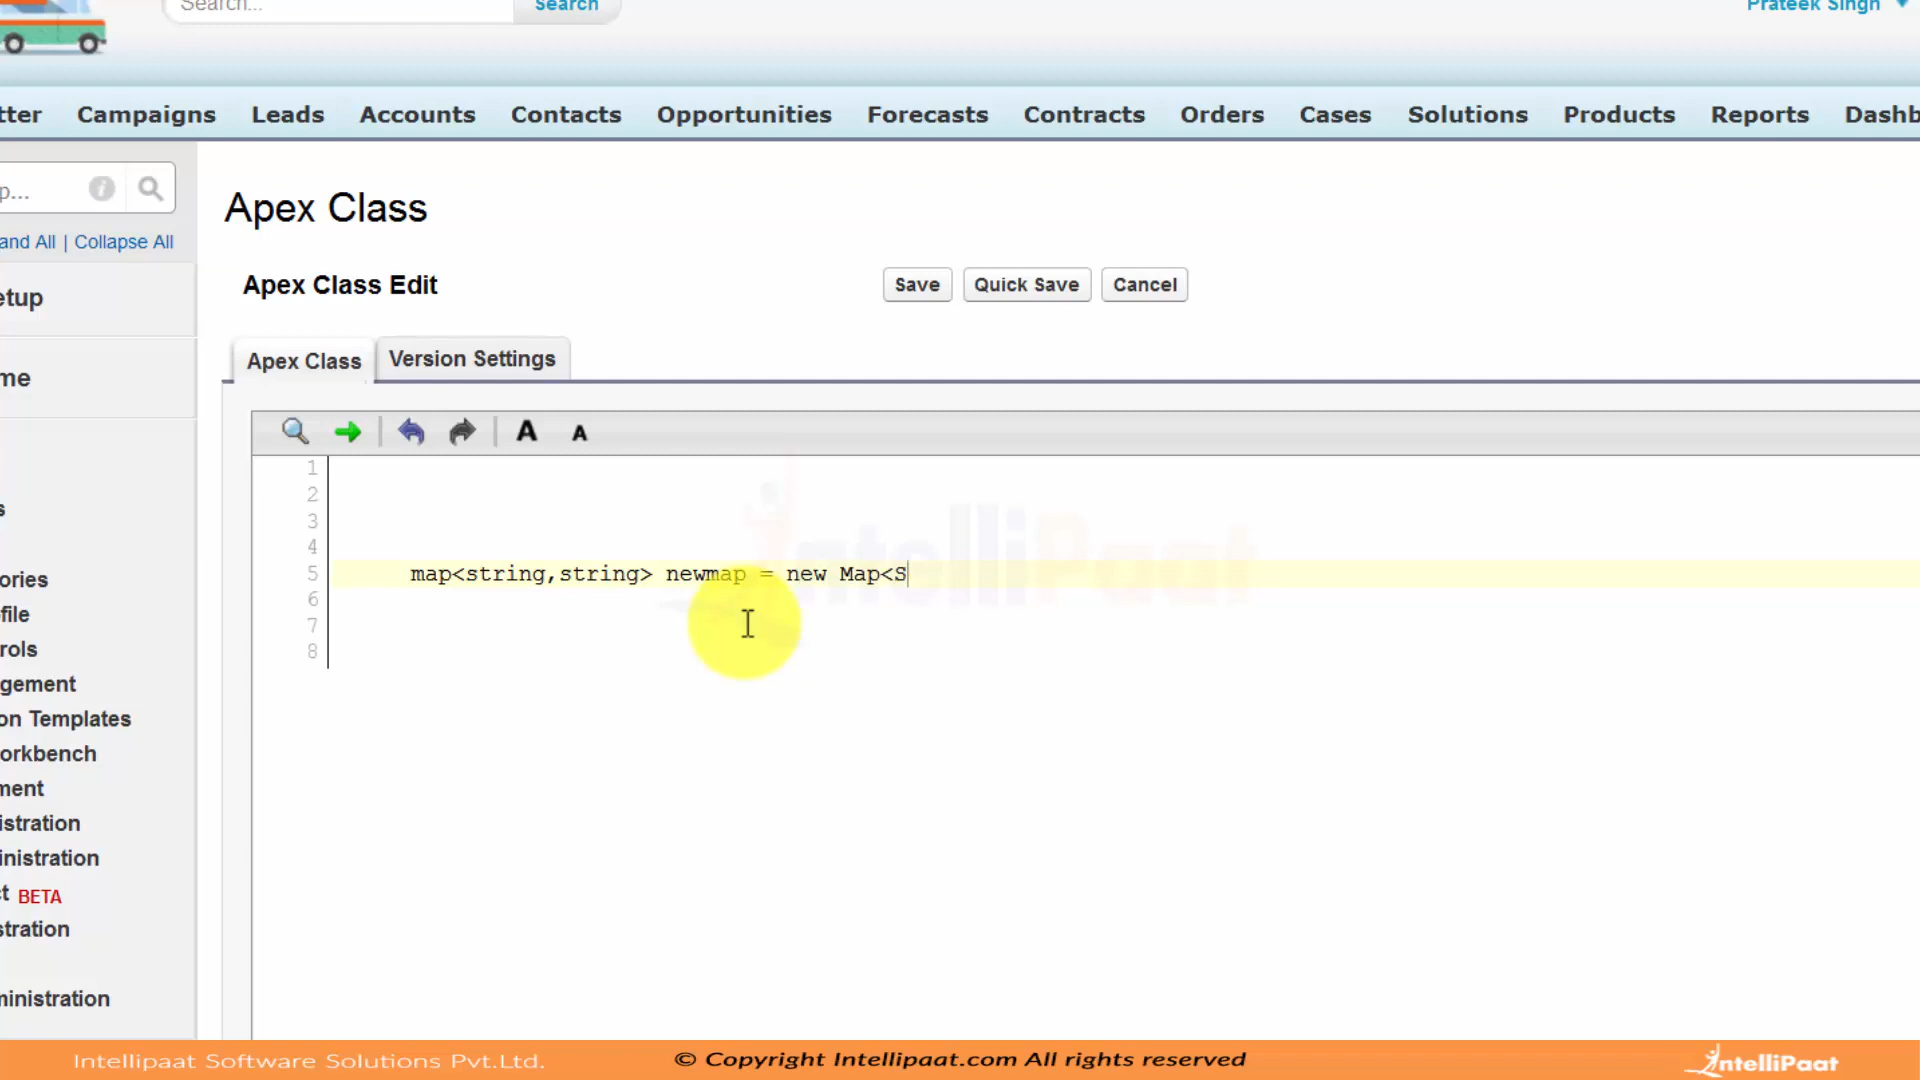 Search...
Search
Prateek Singh
tter Campaigns Leads Accounts Contacts Opportunities Forecasts Contracts Orders Cases Solutions Products Reports Dashb
p...
and All | Collapse All
etup
me
s
ories
file
rols
gement
on Templates
orkbench
ment
istration
inistration
t BETA
stration
ministration
Apex Class
Apex Class Edit
Save Quick Save Cancel
Apex Class Version Settings
A A
1
2
3
4
5 map<string,string> newmap = new Map<S
6
7
8
IntelliPaat
Intellipaat Software Solutions Pvt.Ltd. © Copyright Intellipaat.com All rights reserved IntelliPaat